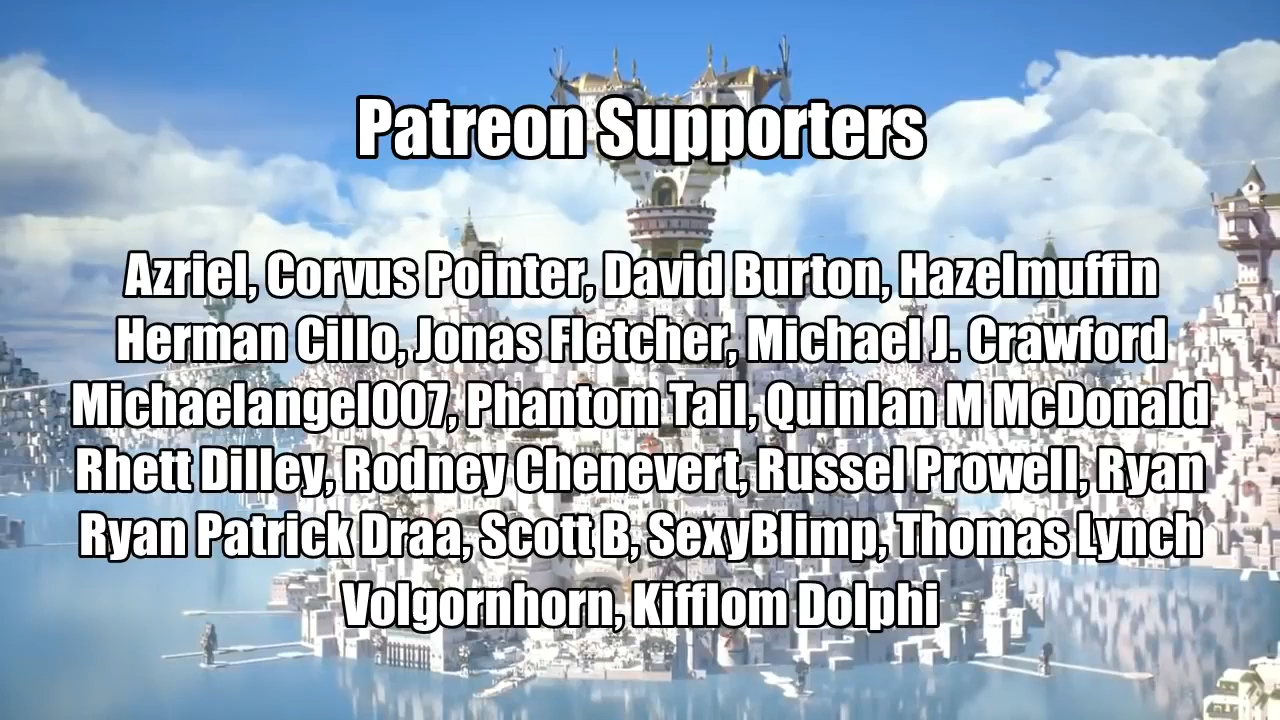 Patreon Supporters
Azriel, Corvus Pointer, David Burton, Hazelmuffin
Herman Cillo, Jonas Fletcher, Michael J. Crawford
Michaelangel007, Phantom Tail, Quinlan M McDonald
Rhett Dilley, Rodney Chenevert, Russel Prowell, Ryan
Ryan Patrick Draa, Scott B, SexyBlimp, Thomas Lynch
Volgornhorn, Kifflom Dolphi